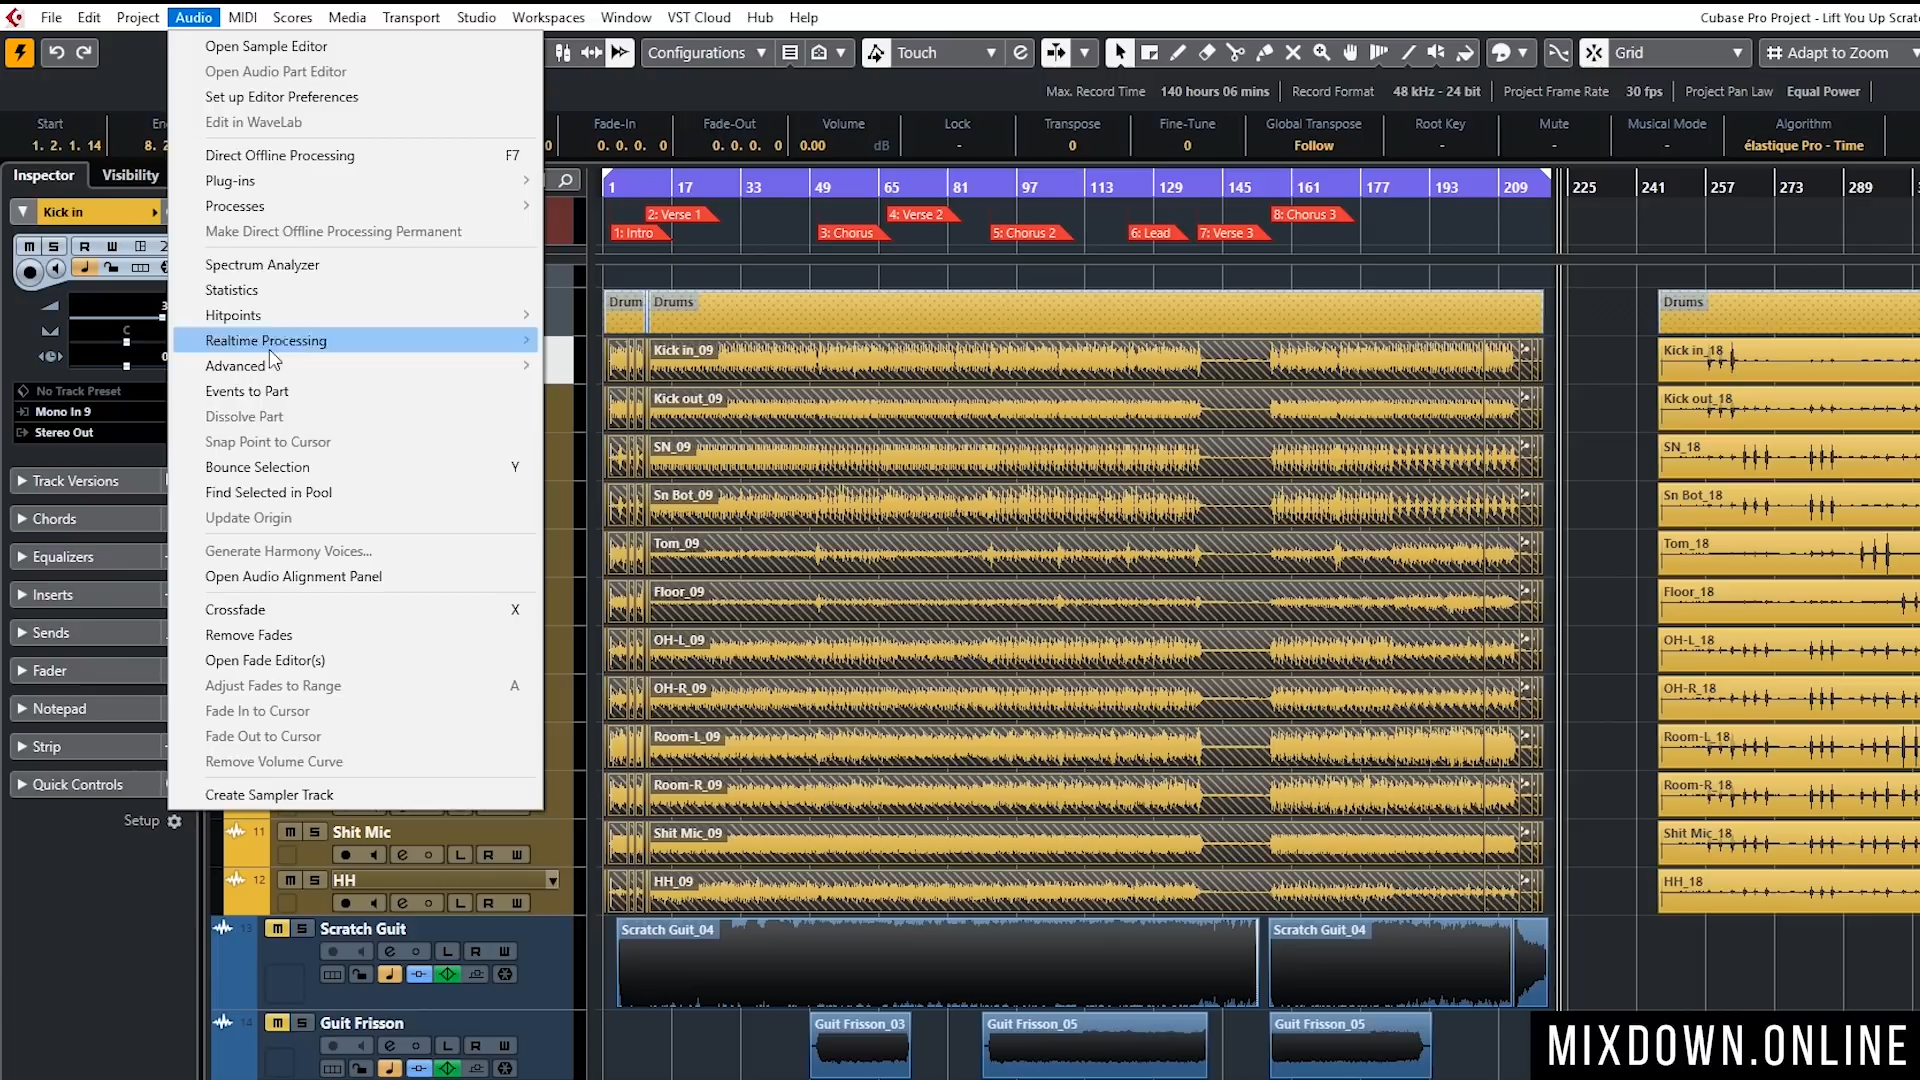 File Edit Project Audio MIDI Scores Media Transport Studio Workspaces Window VST Cloud Hub Help
Cubase Pro Project - Lift You Up
Configurations
Touch
Grid
Adapt to Zoom
Max. Record Time 140 hours 06 mins Record Format 48 kHz - 24 bit Project Frame Rate 30 fps Project Pan Law Equal Power
Start
Fade-In Fade-Out Volume Lock Transpose Fine-Tune Global Transpose Root Key Mute Musical Mode Algorithm
1. 2. 1. 14
0. 0. 0. 0 0. 0. 0. 0 0.00 dB - 0 0 Follow - - - élastique Pro - Time
Inspector Visibility
Kick in
M S R W
C
No Track Preset
Mono In 9
Stereo Out
Track Versions
Chords
Equalizers
Inserts
Sends
Fader
Notepad
Strip
Quick Controls
Setup
Open Sample Editor
Open Audio Part Editor
Set up Editor Preferences
Edit in WaveLab
Direct Offline Processing F7
Plug-ins
Processes
Make Direct Offline Processing Permanent
Spectrum Analyzer
Statistics
Hitpoints
Realtime Processing
Advanced
Events to Part
Dissolve Part
Snap Point to Cursor
Bounce Selection Y
Find Selected in Pool
Update Origin
Generate Harmony Voices...
Open Audio Alignment Panel
Crossfade X
Remove Fades
Open Fade Editor(s)
Adjust Fades to Range A
Fade In to Cursor
Fade Out to Cursor
Remove Volume Curve
Create Sampler Track
11 M S Shit Mic
L R W
12 M S HH
L R W
13 M S Scratch Guit
L R W
14 M S Guit Frisson
L R W
1 17 33 49 65 81 97 113 129 145 161 177 193 209 225 241 257 273 289
2: Verse 1 4: Verse 2 8: Chorus 3
1: Intro 3: Chorus 5: Chorus 2 6: Lead 7: Verse 3
Drum Drums Drums
Kick in_09 Kick in_18
Kick out_09 Kick out_18
SN_09 SN_18
Sn Bot_09 Sn Bot_18
Tom_09 Tom_18
Floor_09 Floor_18
OH-L_09 OH-L_18
OH-R_09 OH-R_18
Room-L_09 Room-L_18
Room-R_09 Room-R_18
Shit Mic_09 Shit Mic_18
HH_09 HH_18
Scratch Guit_04 Scratch Guit_04
Guit Frisson_03 Guit Frisson_05 Guit Frisson_05
MIXDOWN.ONLINE